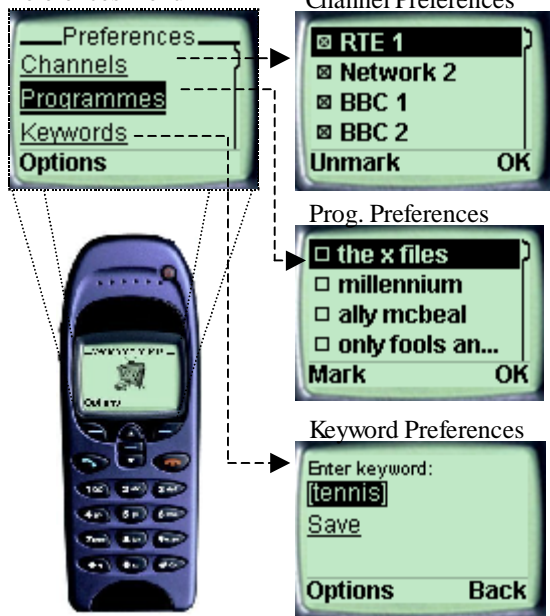 Channel Preferences
Preferences
Channels
Programmes
Keywords
Options
RTE 1
Network 2
BBC 1
BBC 2
Unmark OK
Prog. Preferences
the x files
millennium
ally mcbeal
only fools an...
Mark OK
Keyword Preferences
Enter keyword:
[tennis]
Save
Options Back